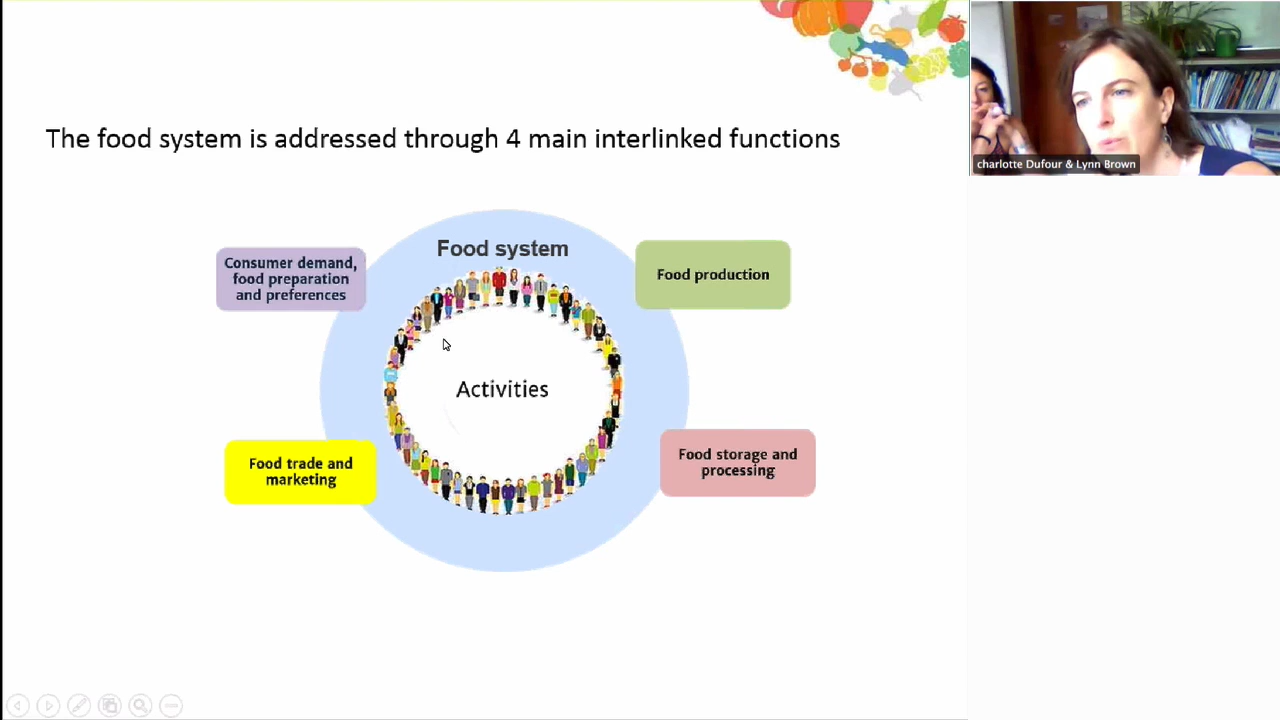 The food system is addressed through 4 main interlinked functions
charlotte Dufour & Lynn Brown
Food system
Consumer demand,
food preparation
and preferences
Food production
Activities
Food trade and
marketing
Food storage and
processing